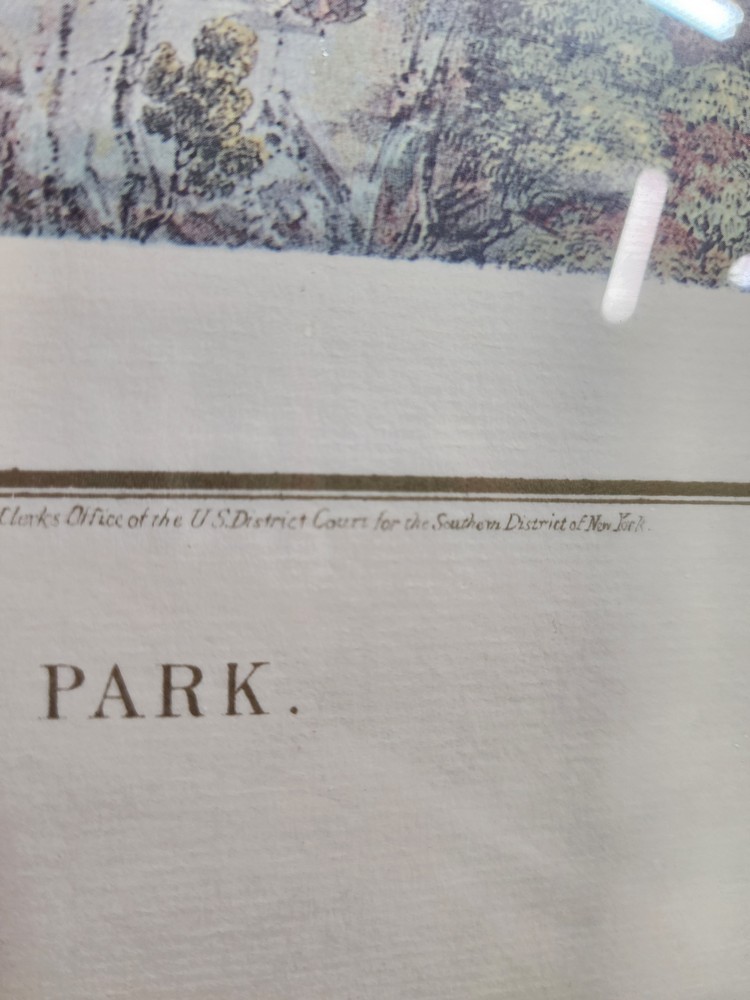 Clerks Office of the U.S. District Court for the Southern District of New York.
PARK.